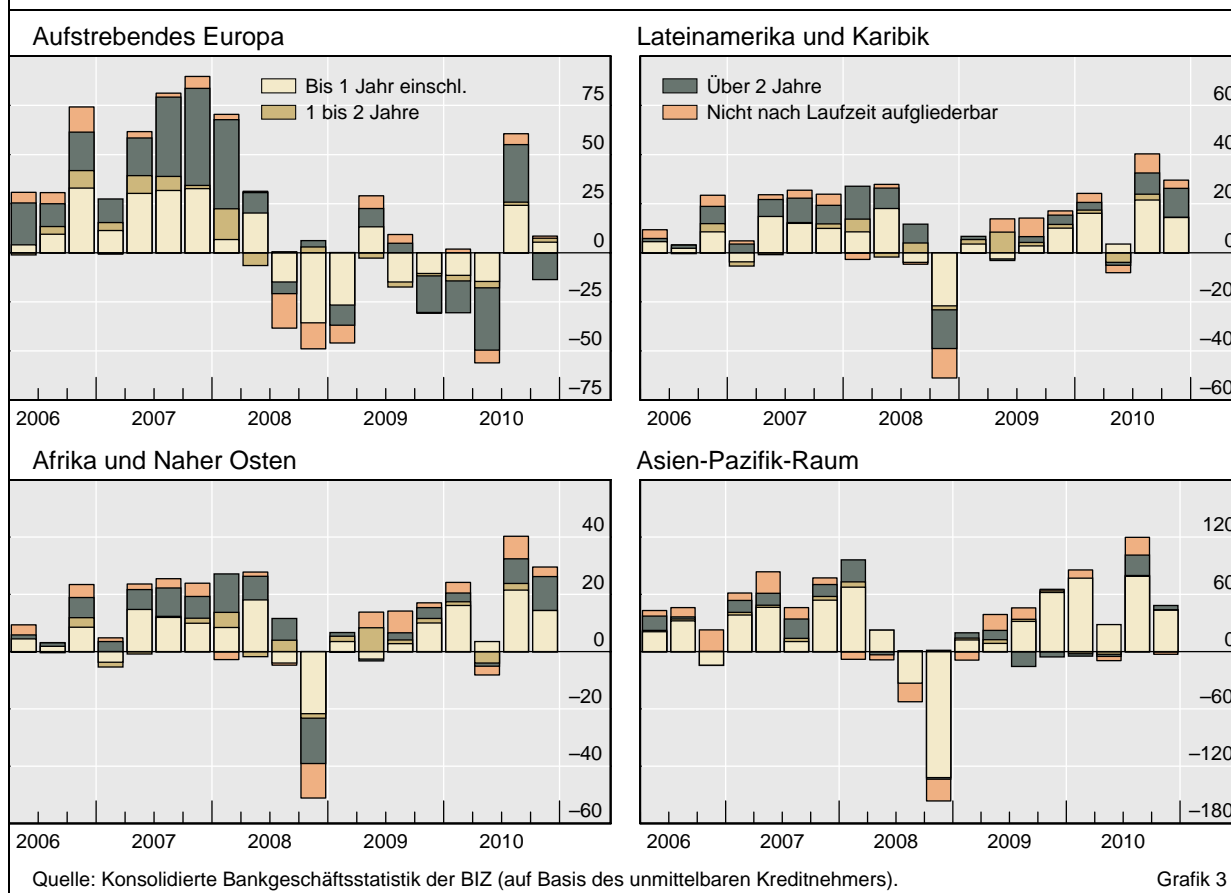 Aufstrebendes Europa
Bis 1 Jahr einschl.
1 bis 2 Jahre
75
50
25
0
–25
–50
–75
2006 2007 2008 2009 2010
Lateinamerika und Karibik
Über 2 Jahre
Nicht nach Laufzeit aufgliederbar
60
40
20
0
–20
–40
–60
2006 2007 2008 2009 2010
Afrika und Naher Osten
40
20
0
–20
–40
–60
2006 2007 2008 2009 2010
Asien-Pazifik-Raum
120
60
0
–60
–120
–180
2006 2007 2008 2009 2010
Quelle: Konsolidierte Bankgeschäftsstatistik der BIZ (auf Basis des unmittelbaren Kreditnehmers). Grafik 3